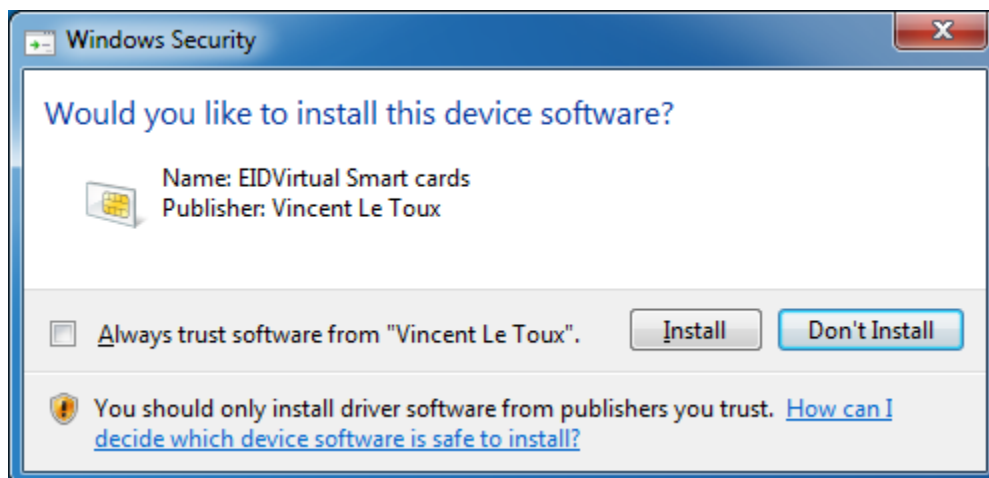 Windows Security
Would you like to install this device software?
Name: EIDVirtual Smart cards
Publisher: Vincent Le Toux
Always trust software from "Vincent Le Toux".
Install
Don't Install
You should only install driver software from publishers you trust. How can I
decide which device software is safe to install?